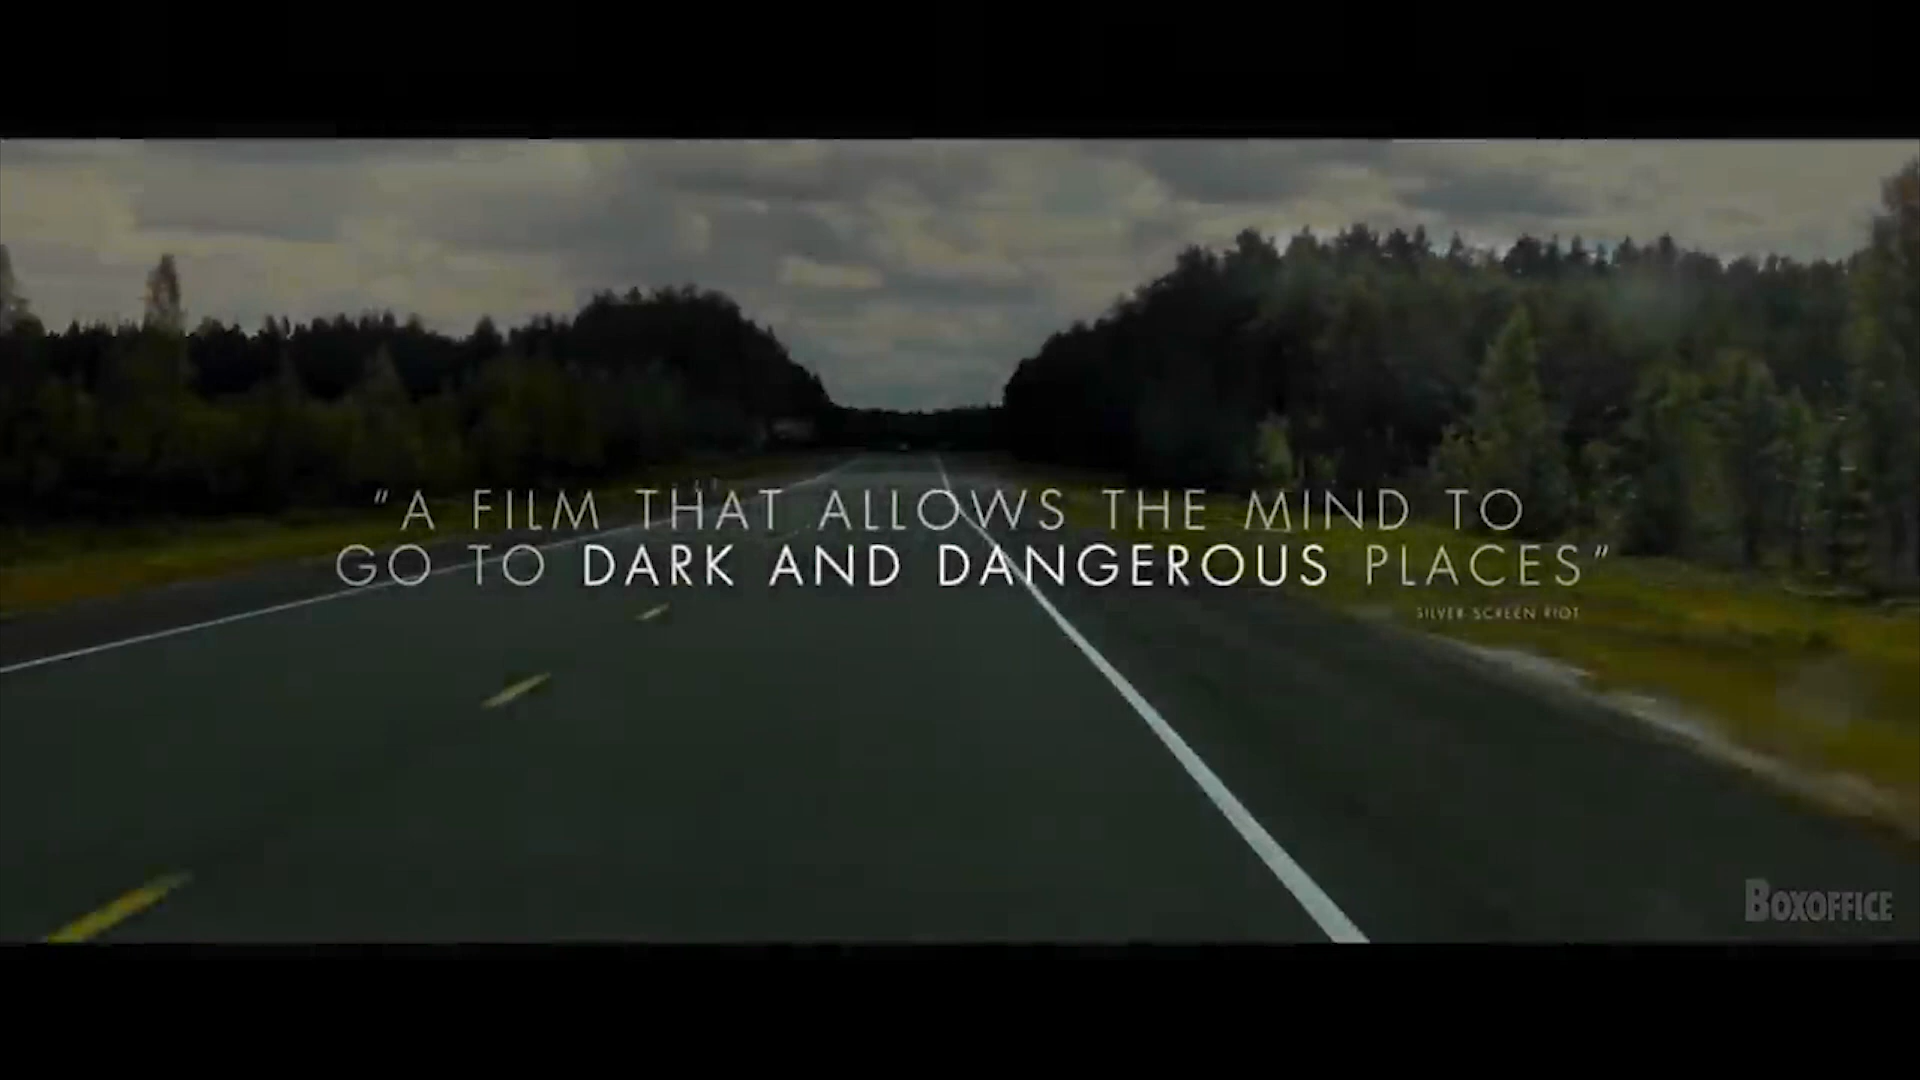 "A FILM THAT ALLOWS THE MIND TO
GO TO DARK AND DANGEROUS PLACES"
SILVER SCREEN RIOT
BOXOFFICE